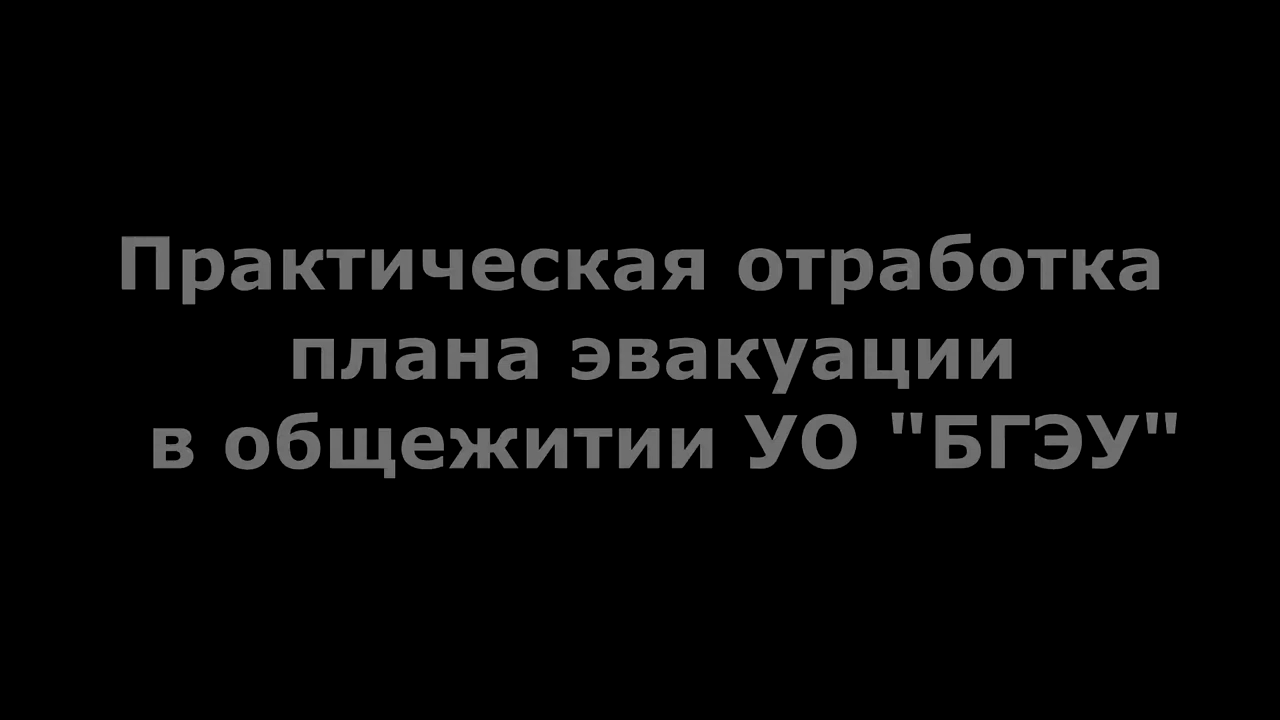 Практическая отработка
плана эвакуации
в общежитии УО "БГЭУ"